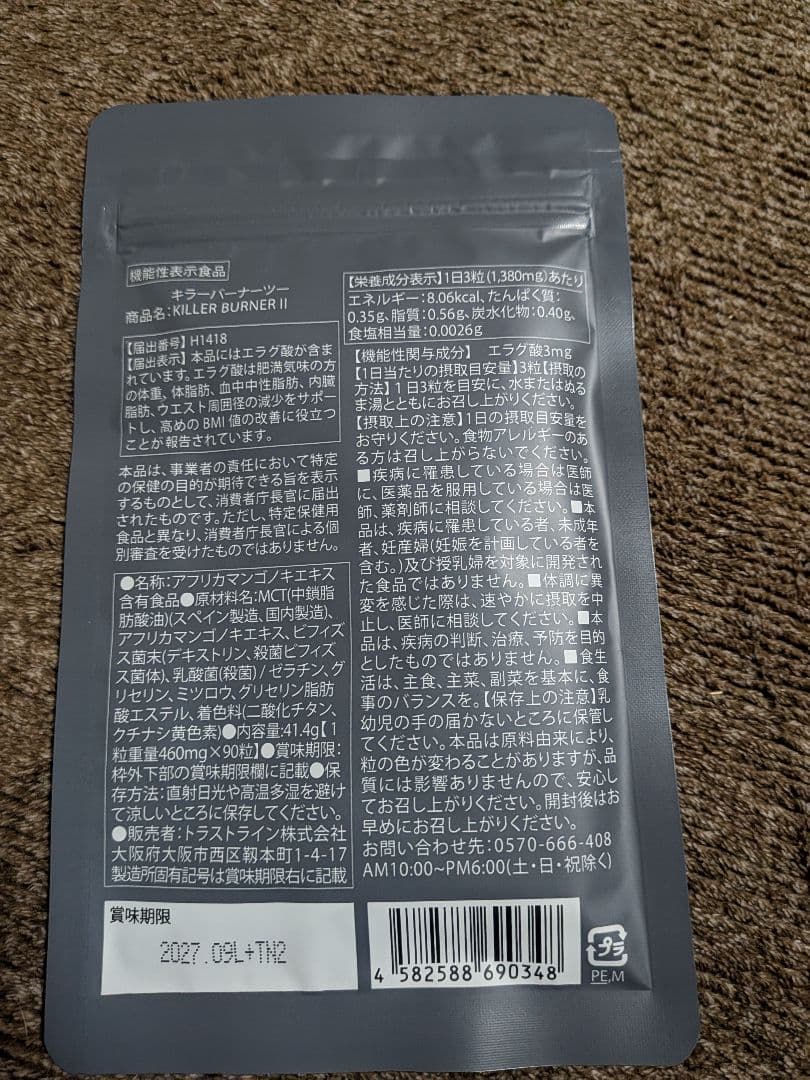 機能性表示食品
キラーバーナーツー
商品名:KILLER BURNER II
【届出番号】H1418
【届出表示】本品にはエラグ酸が含ま
れています。エラグ酸は肥満気味の方
の体重、体脂肪、血中中性脂肪、内臓
脂肪、ウエスト周囲径の減少をサポー
トし、高めの BMI 値の改善に役立つ
ことが報告されています。
本品は、事業者の責任において特定
の保健の目的が期待できる旨を表示
するものとして、消費者庁長官に届出
されたものです。ただし、特定保健用
食品と異なり、消費者庁長官による個
別審査を受けたものではありません。
●名称:アフリカマンゴノキエキス
含有食品●原材料名:MCT(中鎖脂
肪酸油)(スペイン製造、国内製造)、
アフリカマンゴノキエキス、ビフィズ
ス菌末(デキストリン、殺菌ビフィズ
ス菌体)、乳酸菌(殺菌) / ゼラチン、グ
リセリン、ミツロウ、グリセリン脂肪
酸エステル、着色料(二酸化チタン、
クチナシ黄色素)●内容量:41.4g【1
粒重量460mg×90粒】●賞味期限:
枠外下部の賞味期限欄に記載●保
存方法:直射日光や高温多湿を避け
て涼しいところに保存してください。
●販売者:トラストライン株式会社
大阪府大阪市西区靱本町1-4-17
製造所固有記号は賞味期限右に記載
【栄養成分表示】1日3粒(1,380mg)あたり
エネルギー:8.06kcal、たんぱく質:
0.35g、脂質:0.56g、炭水化物:0.40g、
食塩相当量:0.0026g
【機能性関与成分】 エラグ酸3mg
【1日当たりの摂取目安量】3粒【摂取の
方法】1日3粒を目安に、水またはぬる
ま湯とともにお召し上がりください。
【摂取上の注意】1日の摂取目安量を
お守りください。食物アレルギーのあ
る方は召し上がらないでください。
■疾病に罹患している場合は医師
に、医薬品を服用している場合は医
師、薬剤師に相談してください。■本
品は、疾病に罹患している者、未成年
者、妊産婦(妊娠を計画している者を
含む。)及び授乳婦を対象に開発され
た食品ではありません。■体調に異
変を感じた際は、速やかに摂取を中
止し、医師に相談してください。■本
品は、疾病の判断、治療、予防を目的
としたものではありません。■食生
活は、主食、主菜、副菜を基本に、食
事のバランスを。【保存上の注意】乳
幼児の手の届かないところに保管し
てください。本品は原料由来により、
粒の色が変わることがありますが、品
質には影響ありませんので、安心し
てお召し上がりください。開封後はお
早めにお召し上がりください。
お問い合わせ先:0570-666-408
AM10:00~PM6:00(土・日・祝除く)
賞味期限
2027.09L+TN2
4 582588 690348
プラ
PE,M